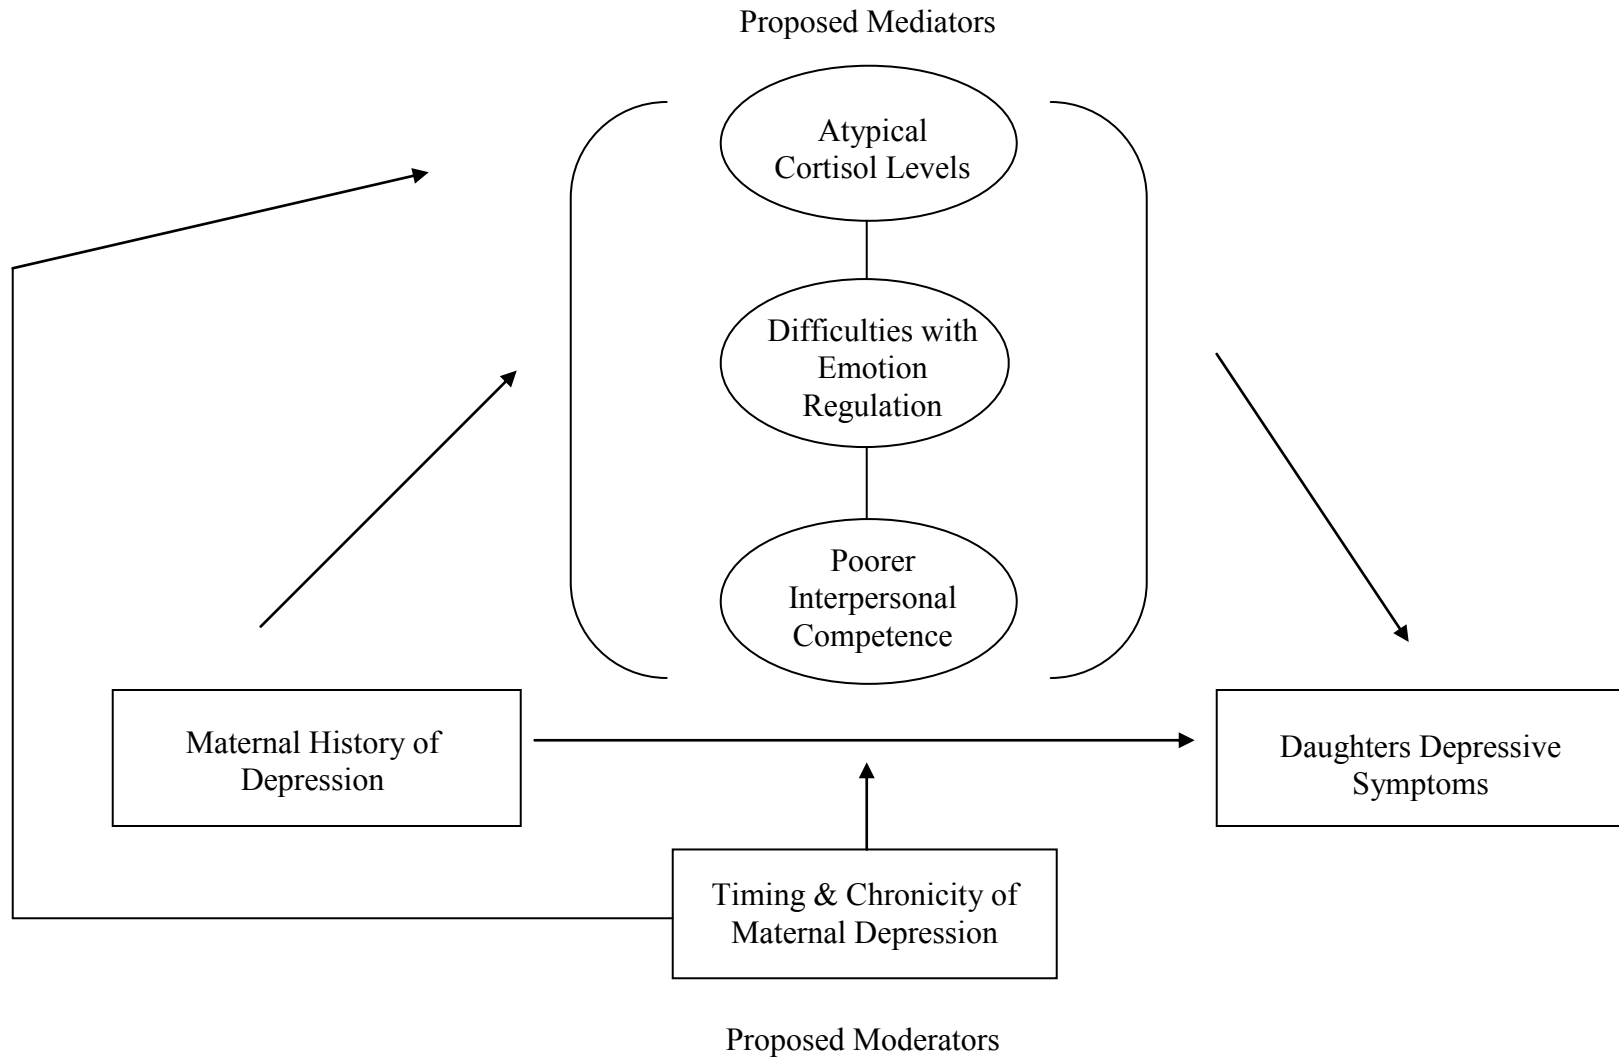 Proposed Mediators
Atypical
Cortisol Levels
Difficulties with
Emotion
Regulation
Poorer
Interpersonal
Competence
Maternal History of
Depression
Daughters Depressive
Symptoms
Timing & Chronicity of
Maternal Depression
Proposed Moderators